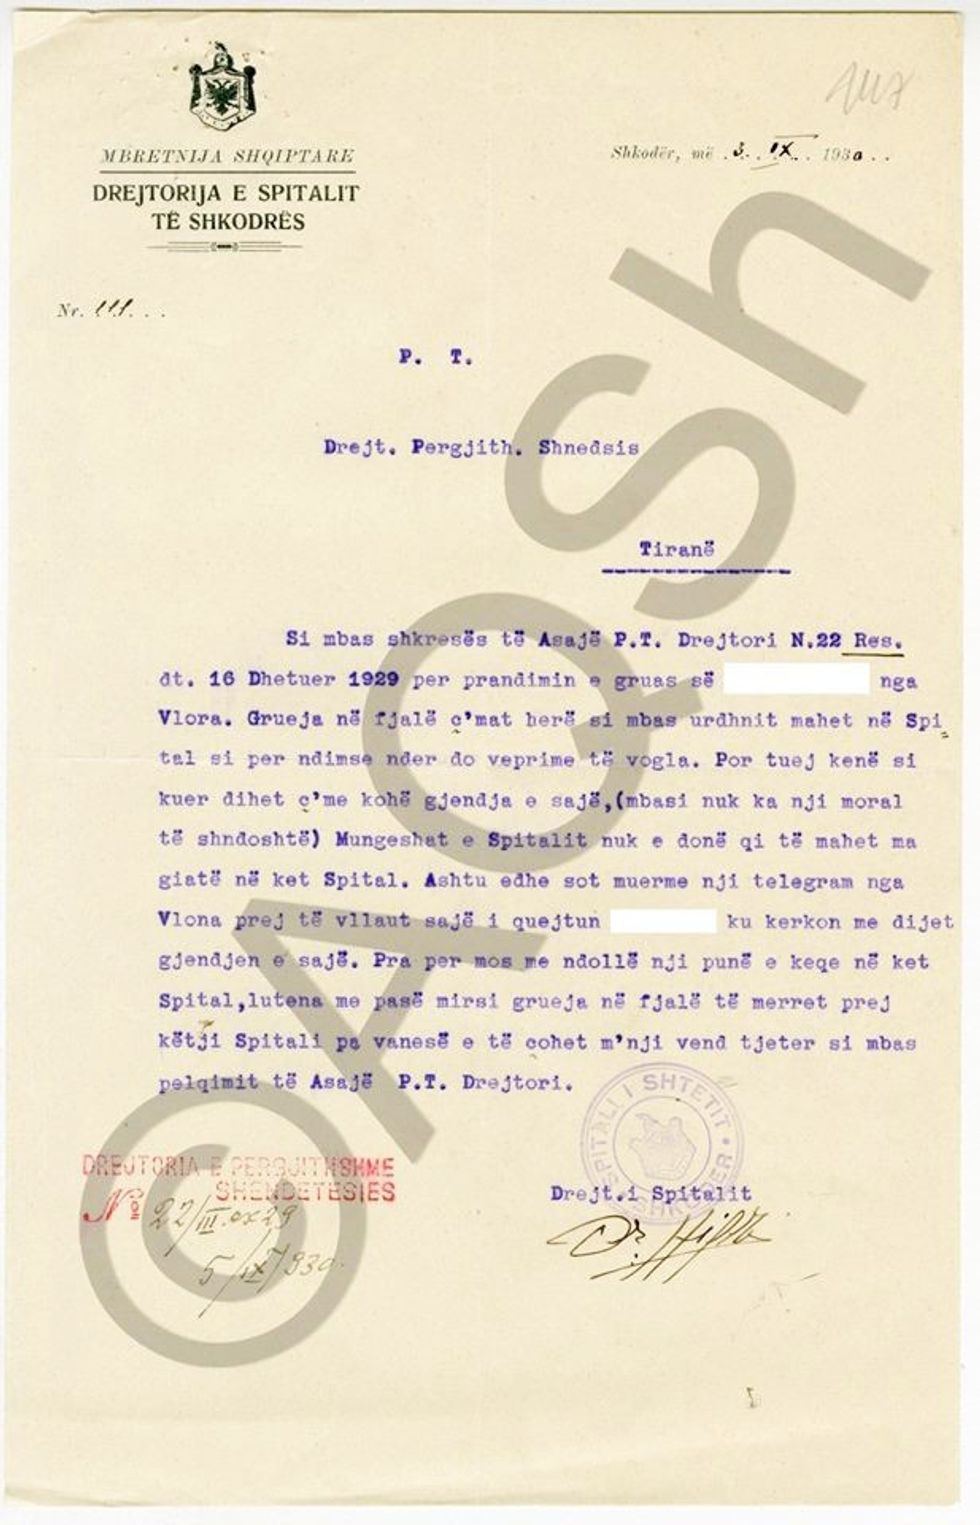 1117
MBRETNIJA SHQIPTARE
DREJTORIJA E SPITALIT
TË SHKODRËS
Shkodër, më . 3. . IX. . 1930. .
Nr. 111. . .
P. T.
Drejt. Pergjith. Shnedsis
Tiranë
Si mbas shkresës të Asajë P.T. Drejtori N.22 Res.
dt. 16 Dhetuer 1929 per prandimin e gruas së nga
Vlora. Grueja në fjalë ç'mat herë si mbas urdhnit mahet në Spi
tal si per ndimse nder do veprime të vogla. Por tuej kenë si
kuer dihet ç'me kohë gjendja e sajë,(mbasi nuk ka nji moral
të shndoshtë) Mungeshat e Spitalit nuk e donë qi të mahet ma
giatë në ket Spital. Ashtu edhe sot muerme nji telegram nga
Vlona prej të vllaut sajë i quejtun ku kerkon me dijet
gjendjen e sajë. Pra per mos me ndollë nji punë e keqe në ket
Spital,lutena me pasë mirsi grueja në fjalë të merret prej
këtji Spitali pa vanesë e të çohet m'nji vend tjeter si mbas
pelqimit të Asajë P.T. Drejtori.
SPITALI I SHTETIT
SHKODER
DREJTORIA E PERGJITHSHME
SHENDETESIES
No 22/III ex 29
5/IX/930
Drejt.i Spitalit
Dr.
©AQSh